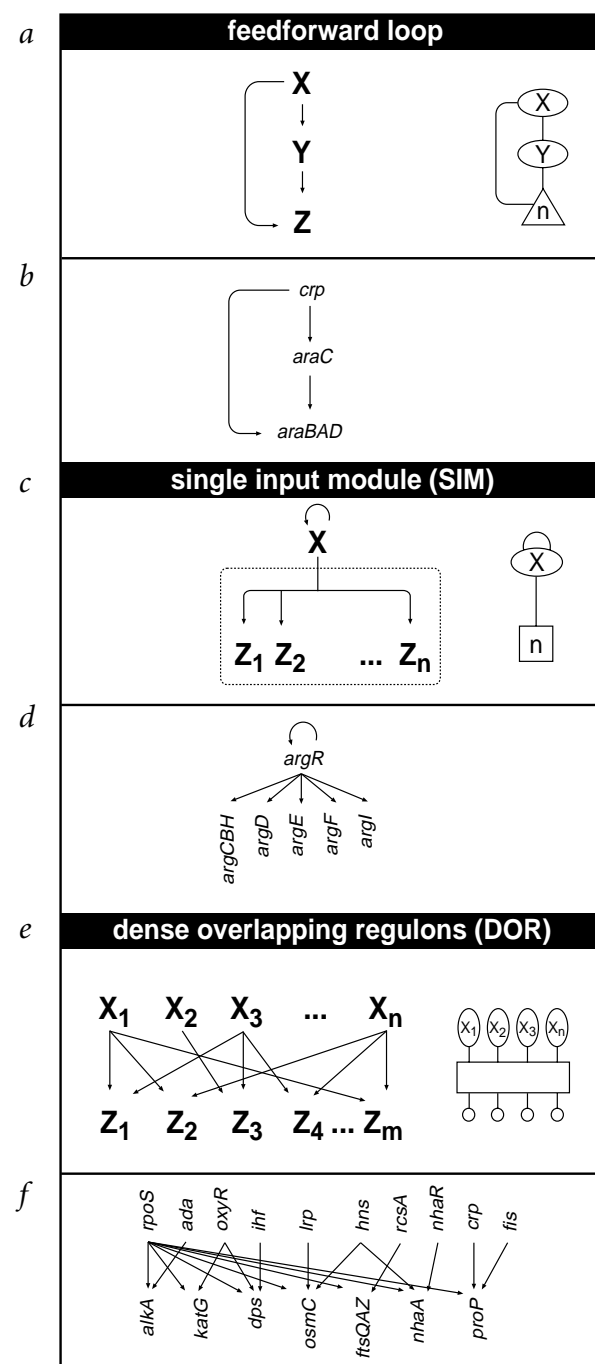 a
feedforward loop
X
Y
Z
X
Y
n
b
crp
araC
araBAD
c
single input module (SIM)
X
Z1 Z2 ... Zn
X
n
d
argR
argCBH argD argE argF argI
e
dense overlapping regulons (DOR)
X1 X2 X3 ... Xn
Z1 Z2 Z3 Z4 ... Zm
X1 X2 X3 Xn
f
rpoS ada oxyR ihf lrp hns rcsA nhaR crp fis
alkA katG dps osmC ftsQAZ nhaA proP